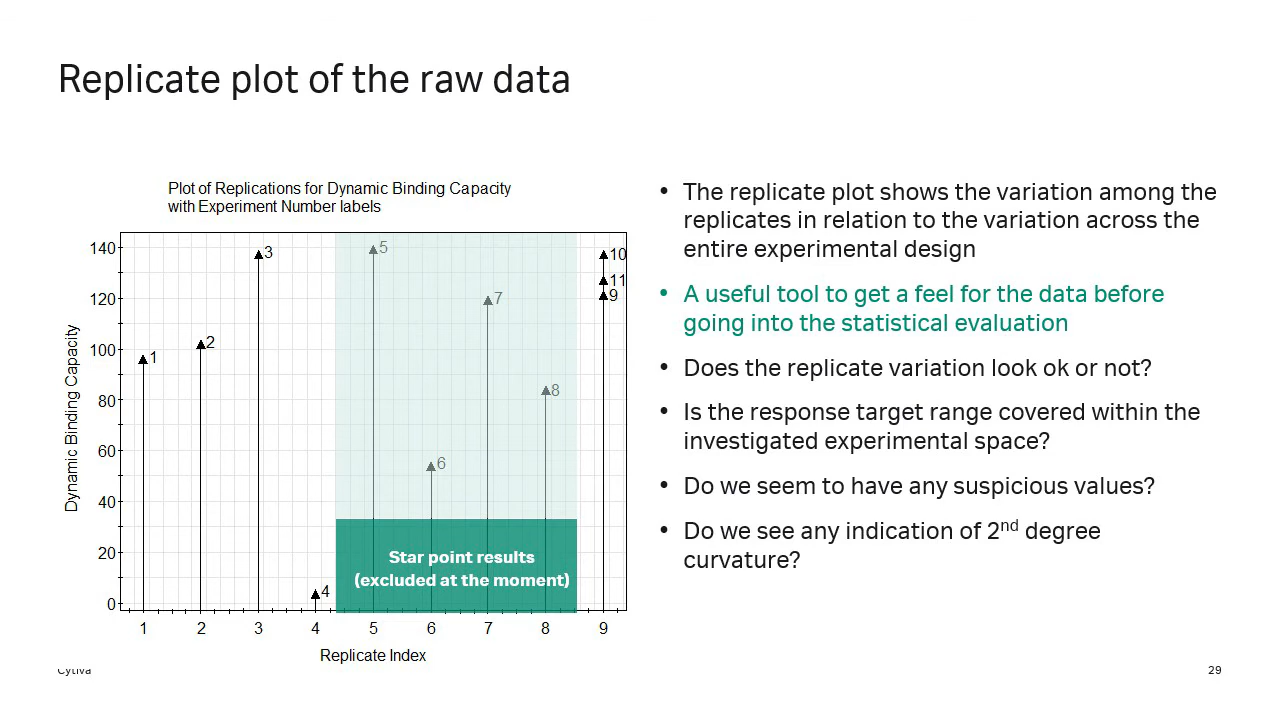 Replicate plot of the raw data
Plot of Replications for Dynamic Binding Capacity
with Experiment Number labels
Dynamic Binding Capacity
140
120
100
80
60
40
20
0
1
2
3
4
5
6
7
8
10
11
9
Star point results
(excluded at the moment)
1 2 3 4 5 6 7 8 9
Replicate Index
• The replicate plot shows the variation among the
replicates in relation to the variation across the
entire experimental design
• A useful tool to get a feel for the data before
going into the statistical evaluation
• Does the replicate variation look ok or not?
• Is the response target range covered within the
investigated experimental space?
• Do we seem to have any suspicious values?
• Do we see any indication of 2nd degree
curvature?
Cytiva
29